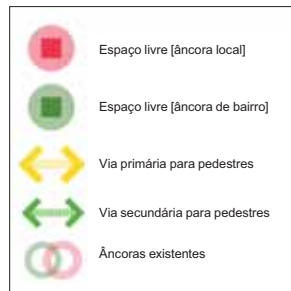 Espaço livre [âncora local]
Espaço livre [âncora de bairro]
Via primária para pedestres
Via secundária para pedestres
Âncoras existentes